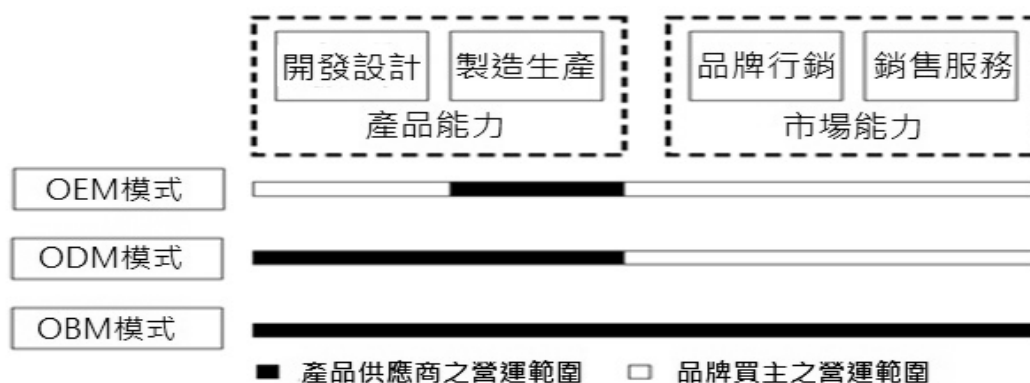 開發設計 製造生產 品牌行銷 銷售服務
產品能力 市場能力
OEM模式
ODM模式
OBM模式
產品供應商之營運範圍 品牌買主之營運範圍